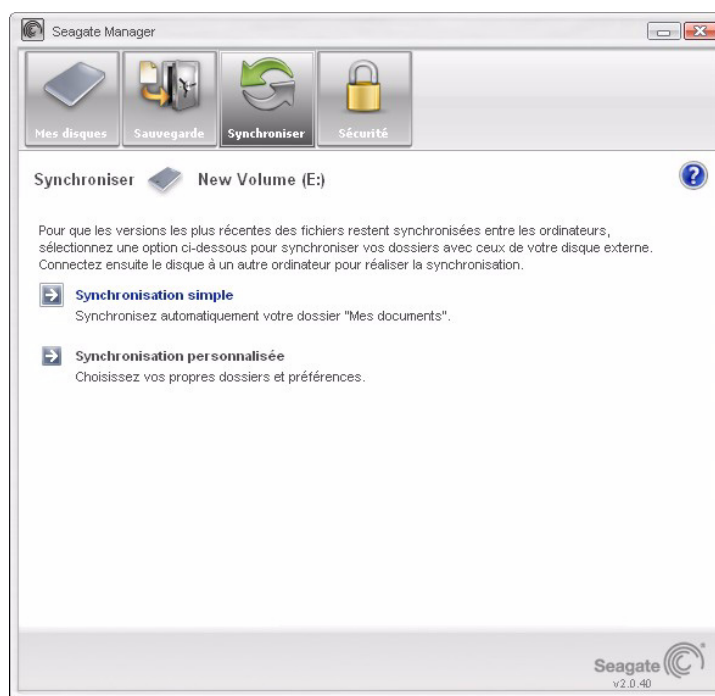 Seagate Manager
Mes disques
Sauvegarde
Synchroniser
Sécurité
Synchroniser New Volume (E:)
?
Pour que les versions les plus récentes des fichiers restent synchronisées entre les ordinateurs,
sélectionnez une option ci-dessous pour synchroniser vos dossiers avec ceux de votre disque externe.
Connectez ensuite le disque à un autre ordinateur pour réaliser la synchronisation.
Synchronisation simple
Synchronisez automatiquement votre dossier "Mes documents".
Synchronisation personnalisée
Choisissez vos propres dossiers et préférences.
Seagate
v2.0.40